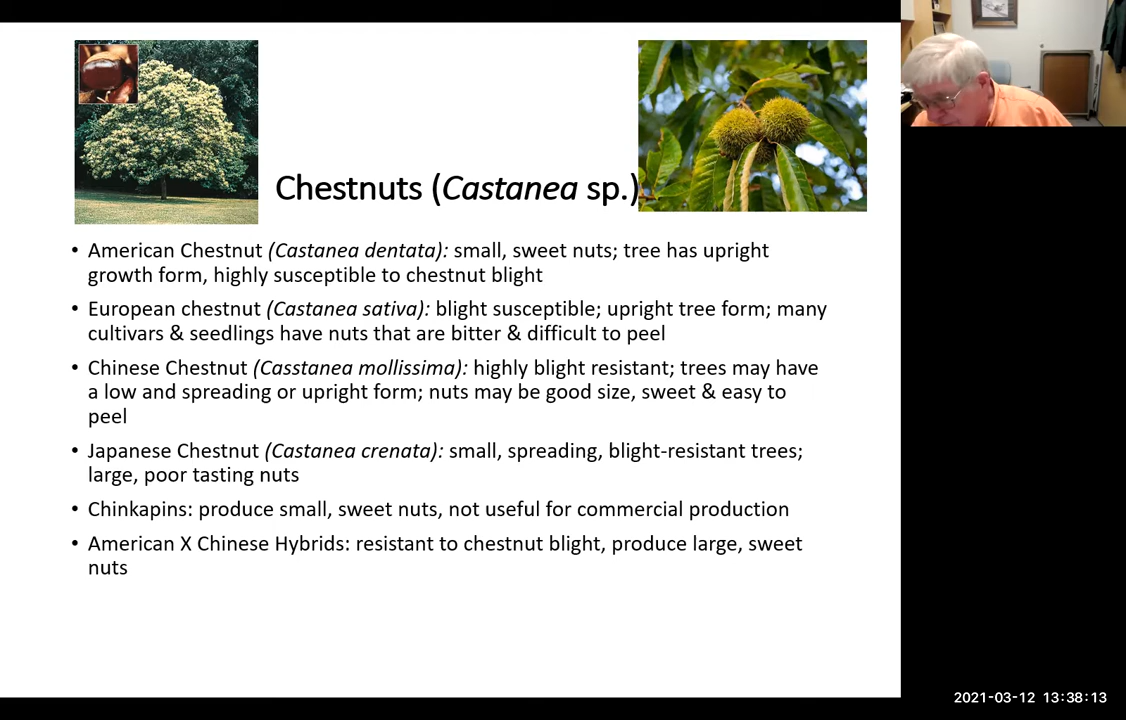 Chestnuts (Castanea sp.)
• American Chestnut (Castanea dentata): small, sweet nuts; tree has upright
growth form, highly susceptible to chestnut blight
• European chestnut (Castanea sativa): blight susceptible; upright tree form; many
cultivars & seedlings have nuts that are bitter & difficult to peel
• Chinese Chestnut (Casstanea mollissima): highly blight resistant; trees may have
a low and spreading or upright form; nuts may be good size, sweet & easy to
peel
• Japanese Chestnut (Castanea crenata): small, spreading, blight-resistant trees;
large, poor tasting nuts
• Chinkapins: produce small, sweet nuts, not useful for commercial production
• American X Chinese Hybrids: resistant to chestnut blight, produce large, sweet
nuts
2021-03-12 13:38:13